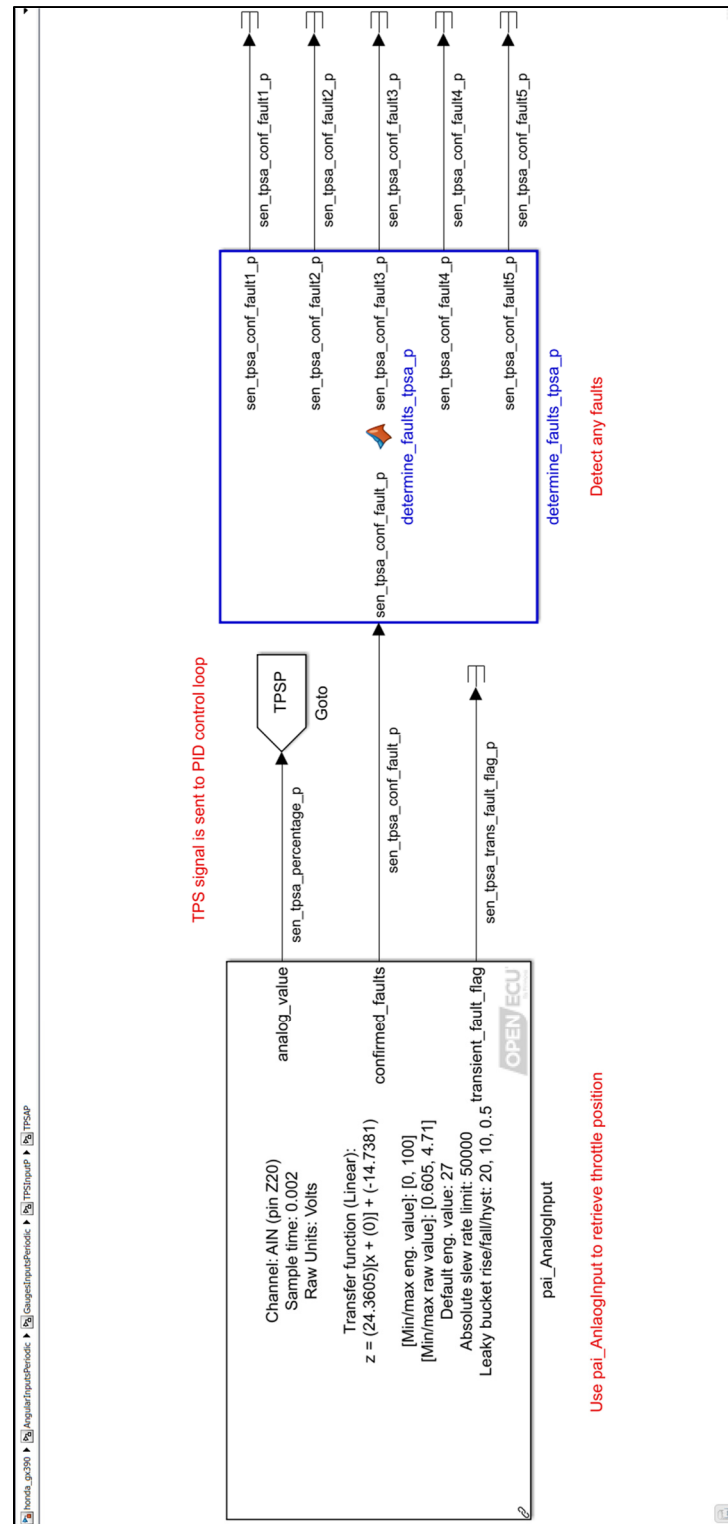 honda_gx390 ▶ AngularInputsPeriodic ▶ GaugesInputsPeriodic ▶ TPSInputP ▶ TPSAP
TPS signal is sent to PID control loop
Channel: AIN (pin Z20)
Sample time: 0.002
Raw Units: Volts
Transfer function (Linear):
z = (24.3605)[x + (0)] + (-14.7381)
[Min/max eng. value]: [0, 100]
[Min/max raw value]: [0.605, 4.71]
Default eng. value: 27
Absolute slew rate limit: 50000
Leaky bucket rise/fall/hyst: 20, 10, 0.5
analog_value
confirmed_faults
transient_fault_flag
OPEN ECU
pai_AnalogInput
Use pai_AnlaogInput to retrieve throttle position
sen_tpsa_percentage_p
TPSP
Goto
sen_tpsa_conf_fault_p
sen_tpsa_trans_fault_flag_p
sen_tpsa_conf_fault_p
sen_tpsa_conf_fault1_p
sen_tpsa_conf_fault2_p
sen_tpsa_conf_fault3_p
determine_faults_tpsa_p
sen_tpsa_conf_fault4_p
sen_tpsa_conf_fault5_p
determine_faults_tpsa_p
Detect any faults
sen_tpsa_conf_fault1_p
sen_tpsa_conf_fault2_p
sen_tpsa_conf_fault3_p
sen_tpsa_conf_fault4_p
sen_tpsa_conf_fault5_p